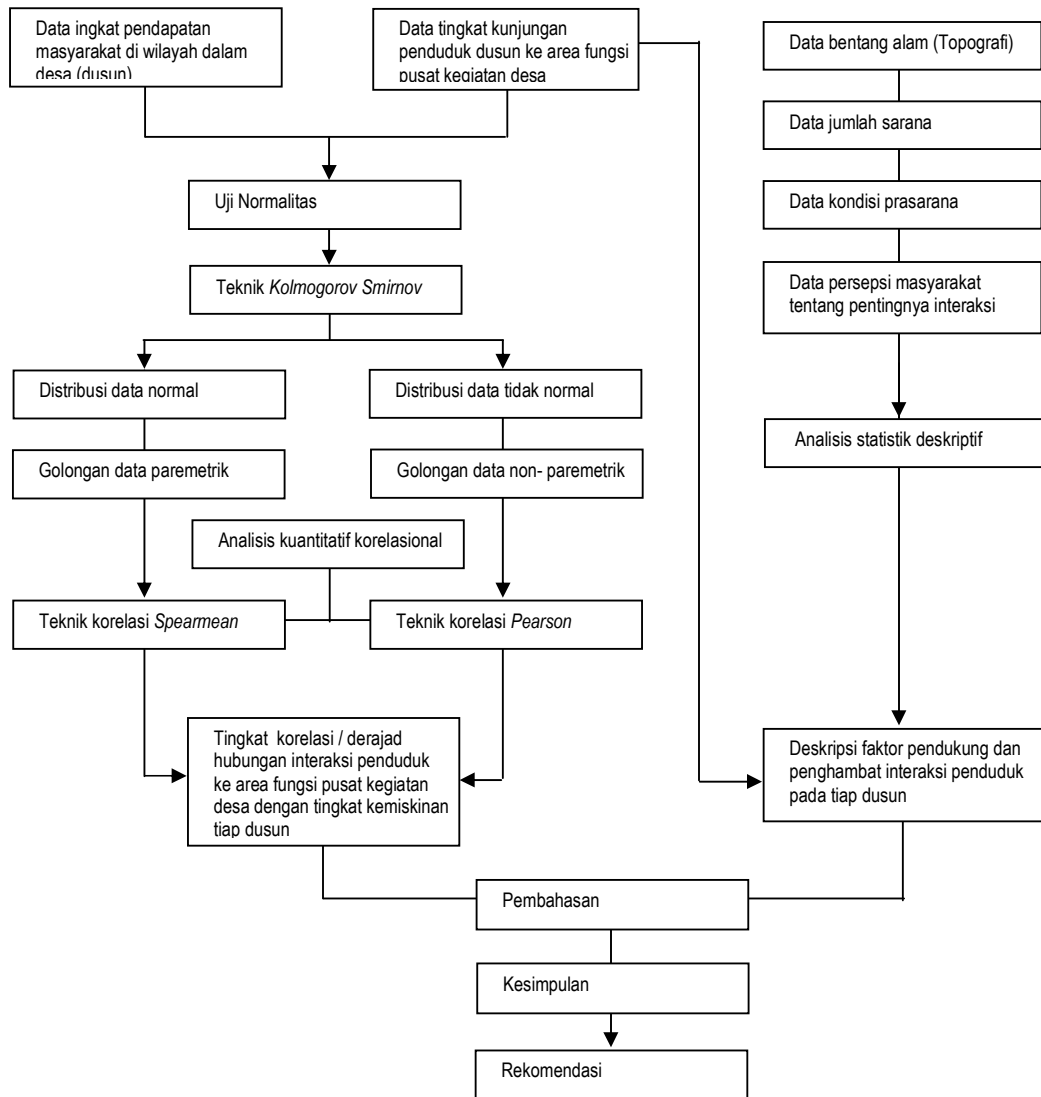 Data ingkat pendapatan
masyarakat di wilayah dalam
desa (dusun)
Data tingkat kunjungan
penduduk dusun ke area fungsi
pusat kegiatan desa
Data bentang alam (Topografi)
Data jumlah sarana
Uji Normalitas
Data kondisi prasarana
Teknik Kolmogorov Smirnov
Data persepsi masyarakat
tentang pentingnya interaksi
Distribusi data normal
Distribusi data tidak normal
Analisis statistik deskriptif
Golongan data paremetrik
Golongan data non- paremetrik
Analisis kuantitatif korelasional
Teknik korelasi Spearmean
Teknik korelasi Pearson
Tingkat korelasi / derajad
hubungan interaksi penduduk
ke area fungsi pusat kegiatan
desa dengan tingkat kemiskinan
tiap dusun
Deskripsi faktor pendukung dan
penghambat interaksi penduduk
pada tiap dusun
Pembahasan
Kesimpulan
Rekomendasi